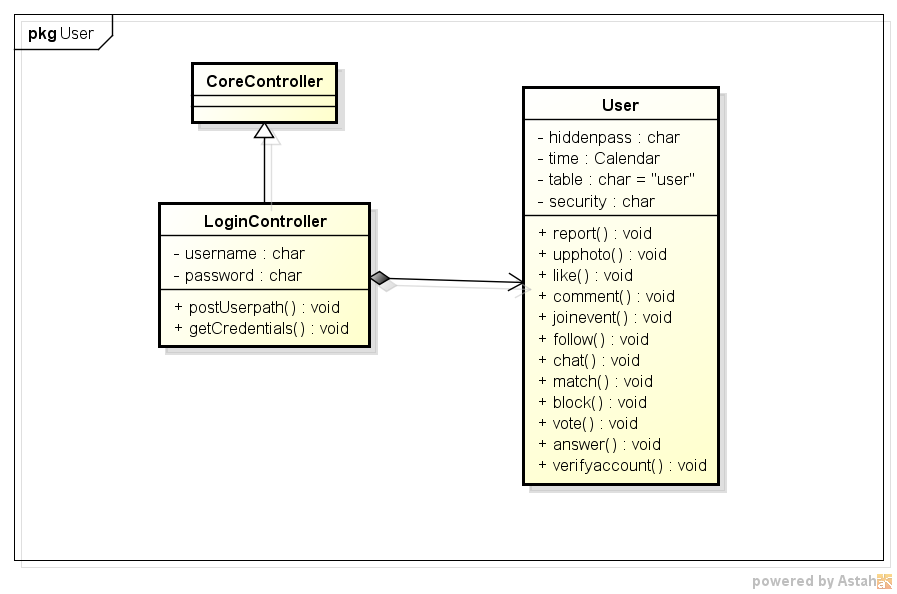 pkg User
CoreController
LoginController
- username : char
- password : char
+ postUserpath() : void
+ getCredentials() : void
User
- hiddenpass : char
- time : Calendar
- table : char = "user"
- security : char
+ report() : void
+ upphoto() : void
+ like() : void
+ comment() : void
+ joinevent() : void
+ follow() : void
+ chat() : void
+ match() : void
+ block() : void
+ vote() : void
+ answer() : void
+ verifyaccount() : void
powered by Astah